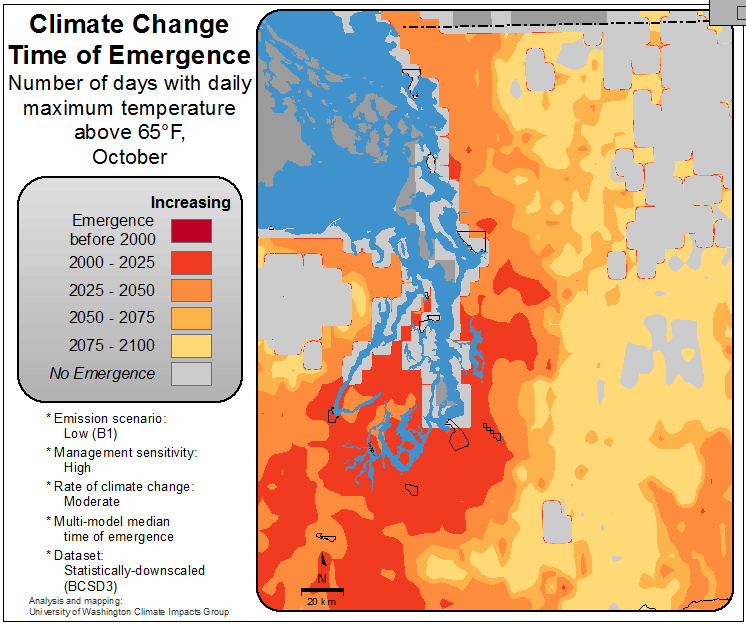 Climate Change
Time of Emergence
Number of days with daily
maximum temperature
above 65°F,
October
Increasing
Emergence
before 2000
2000 - 2025
2025 - 2050
2050 - 2075
2075 - 2100
No Emergence
* Emission scenario:
Low (B1)
* Management sensitivity:
High
* Rate of climate change:
Moderate
* Multi-model median
time of emergence
* Dataset:
Statistically-downscaled
(BCSD3)
Analysis and mapping:
University of Washington Climate Impacts Group
N
20 km